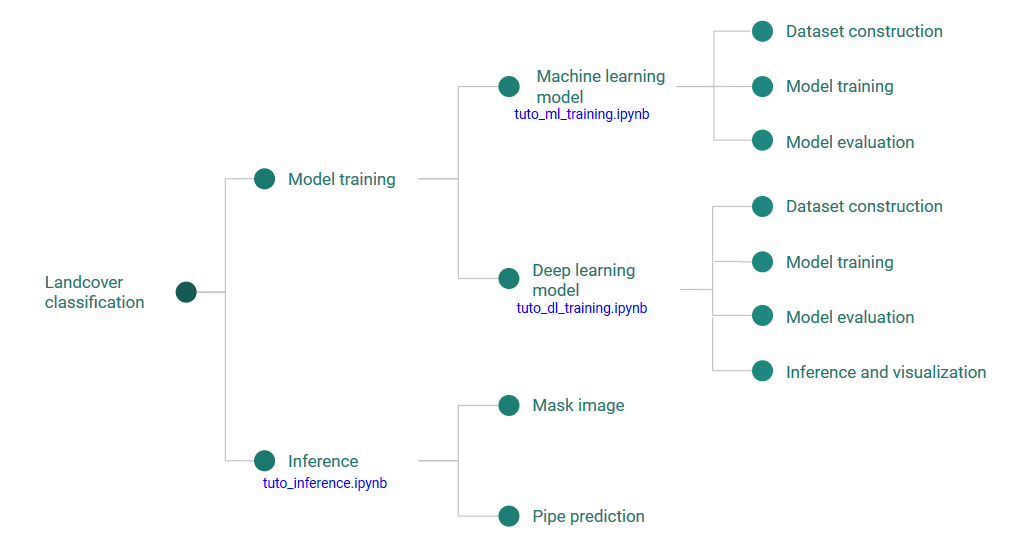 Landcover
classification
Model training
Inference
tuto_inference.ipynb
Machine learning
model
tuto_ml_training.ipynb
Deep learning
model
tuto_dl_training.ipynb
Mask image
Pipe prediction
Dataset construction
Model training
Model evaluation
Dataset construction
Model training
Model evaluation
Inference and visualization